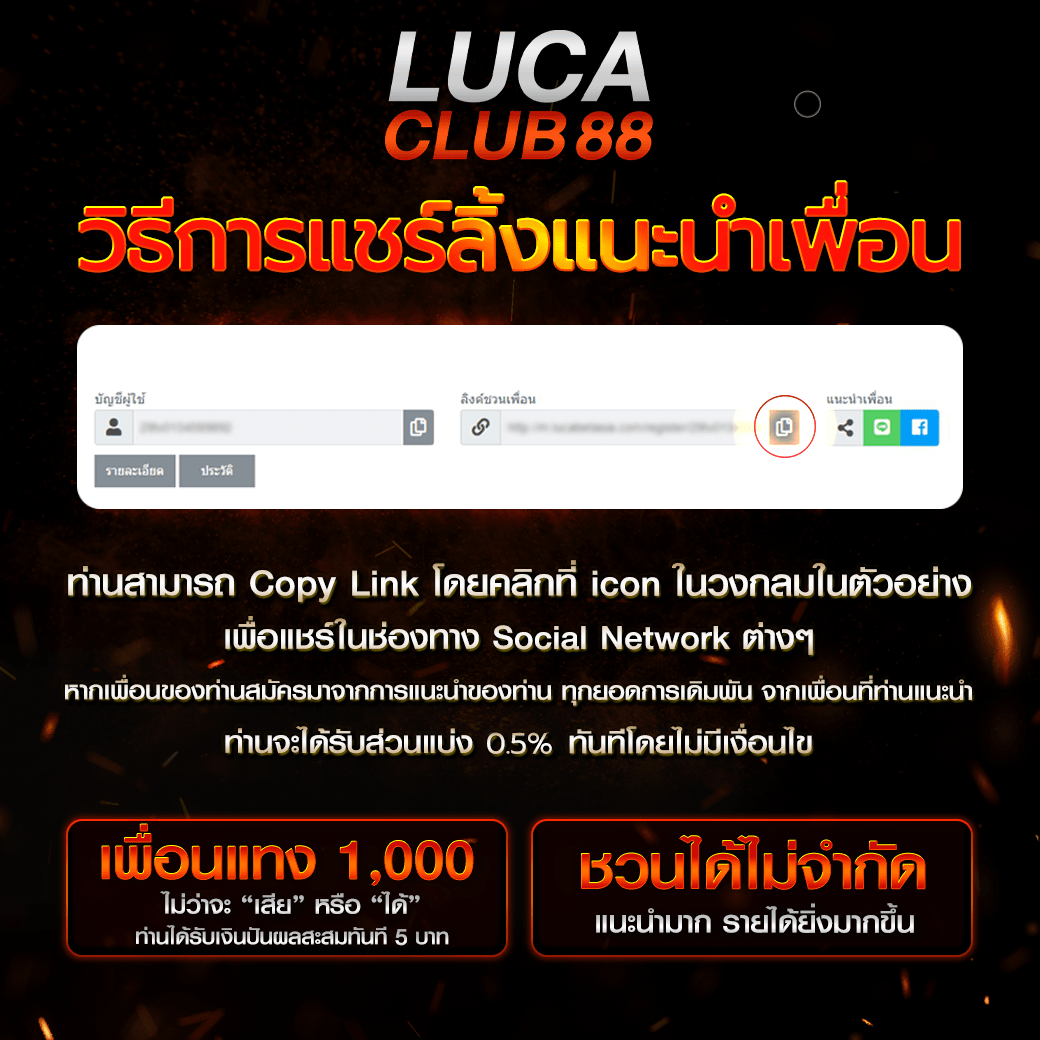 LUCA
CLUB 88
วิธีการแชร์ลิ้งแนะนำเพื่อน
บัญชีผู้ใช้
ลิงค์ชวนเพื่อน
แนะนำเพื่อน
รายละเอียด
ประวัติ
ท่านสามารถ Copy Link โดยคลิกที่ icon ในวงกลมในตัวอย่าง
เพื่อแชร์ในช่องทาง Social Network ต่างๆ
หากเพื่อนของท่านสมัครมาจากการแนะนำของท่าน ทุกยอดการเดิมพัน จากเพื่อนที่ท่านแนะนำ
ท่านจะได้รับส่วนแบ่ง 0.5% ทันทีโดยไม่มีเงื่อนไข
เพื่อนแทง 1,000
ไม่ว่าจะ “เสีย” หรือ “ได้”
ท่านได้รับเงินปันผลสะสมทันที 5 บาท
ชวนได้ไม่จำกัด
แนะนำมาก รายได้ยิ่งมากขึ้น